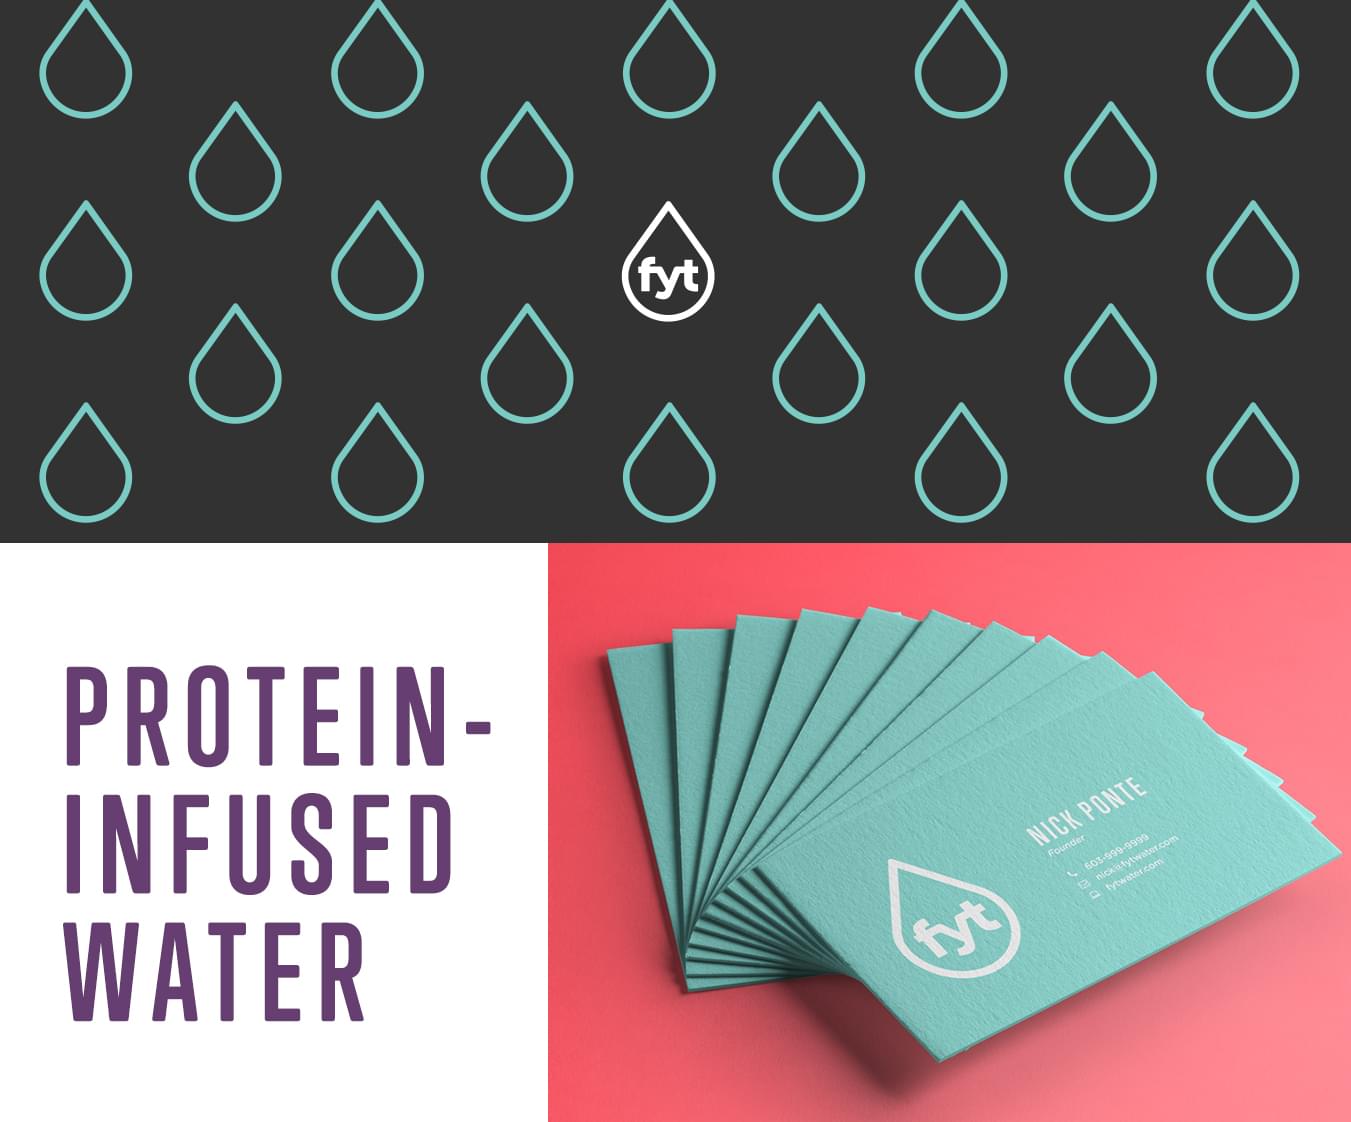 fyt
PROTEIN-
INFUSED
WATER
NICK PONTE
Founder
603-999-9999
nick@fytwater.com
fytwater.com
fyt